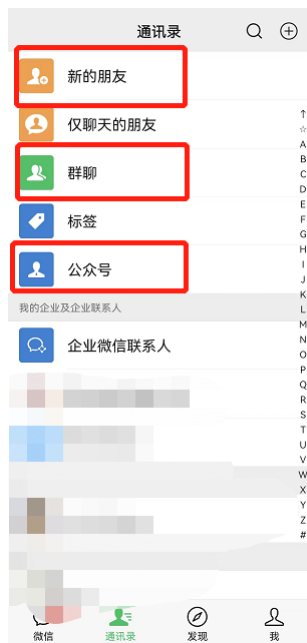 通讯录
新的朋友
仅聊天的朋友
群聊
标签
公众号
我的企业及企业联系人
企业微信联系人
↑
☆
A
B
C
D
E
F
G
H
I
J
K
L
M
N
O
P
Q
R
S
T
U
V
W
X
Y
Z
#
微信
通讯录
发现
我